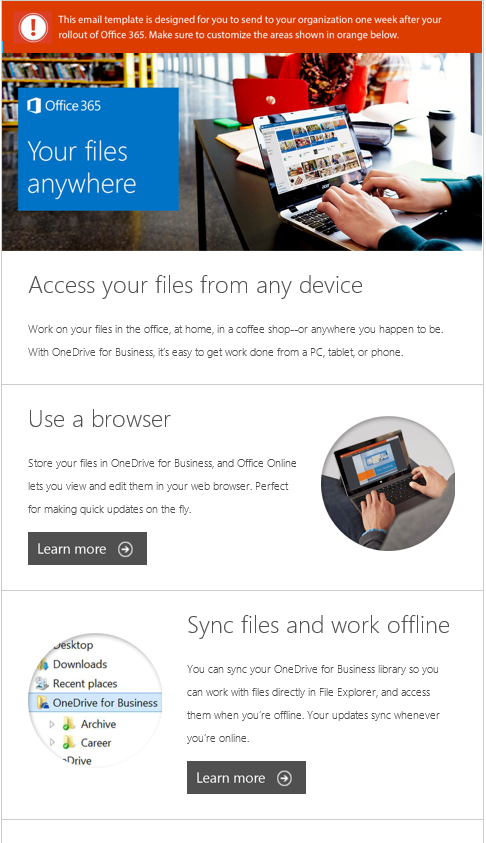 This email template is designed for you to send to your organization one week after your
rollout of Office 365. Make sure to customize the areas shown in orange below.
Office 365
Your files
anywhere
Access your files from any device
Work on your files in the office, at home, in a coffee shop--or anywhere you happen to be.
With OneDrive for Business, it's easy to get work done from a PC, tablet, or phone.
Use a browser
Store your files in OneDrive for Business, and Office Online
lets you view and edit them in your web browser. Perfect
for making quick updates on the fly.
Learn more
Sync files and work offline
You can sync your OneDrive for Business library so you
can work with files directly in File Explorer, and access
them when you're offline. Your updates sync whenever
you're online.
Learn more
Desktop
Downloads
Recent places
OneDrive for Business
Archive
Career
eDrive